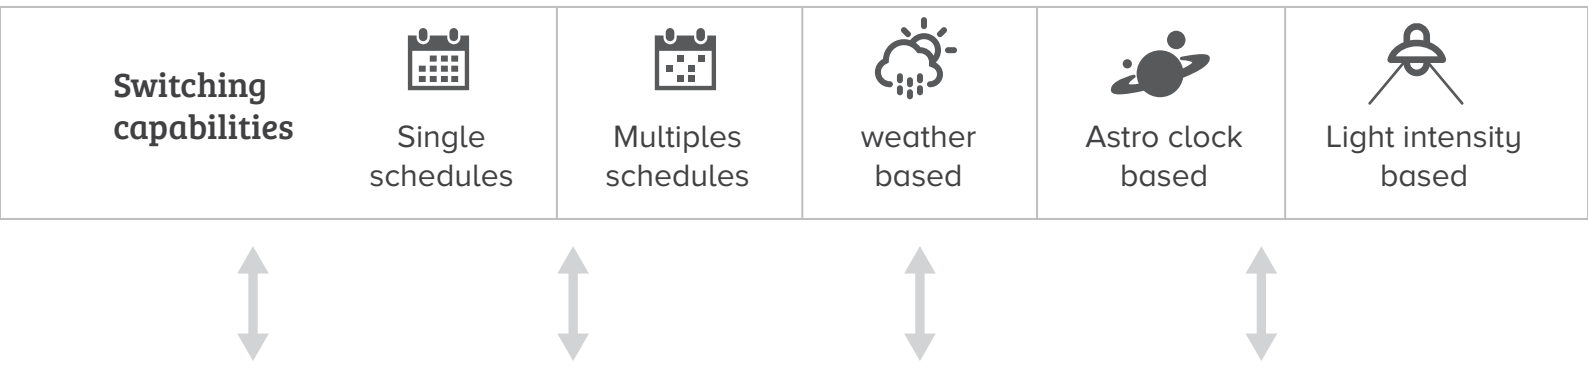 Switching
capabilities
Single
schedules
Multiples
schedules
weather
based
Astro clock
based
Light intensity
based